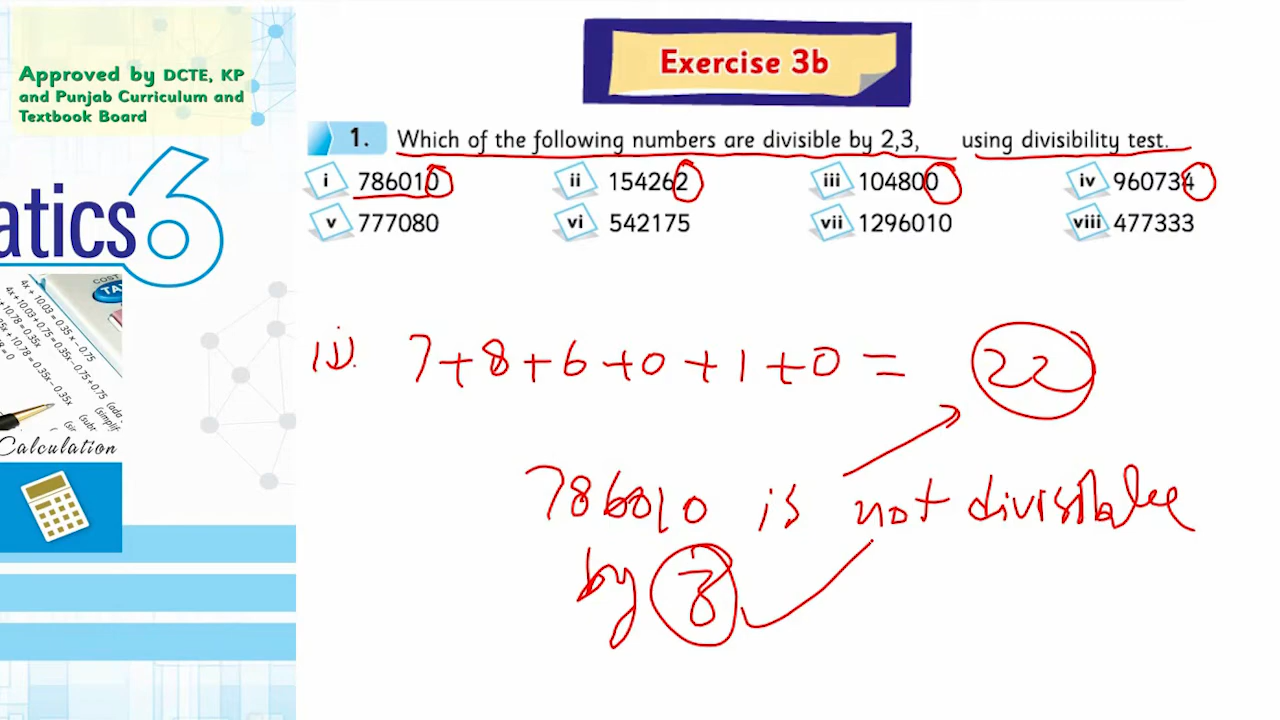 Approved by DCTE, KP
and Punjab Curriculum and
Textbook Board
atics 6
Calculation
Exercise 3b
1. Which of the following numbers are divisible by 2,3, using divisibility test.
i 786010 ii 154262 iii 104800 iv 960734
v 777080 vi 542175 vii 1296010 viii 477333
7+8+6+0+1+0 = 22
786010 is not divisible
by 3